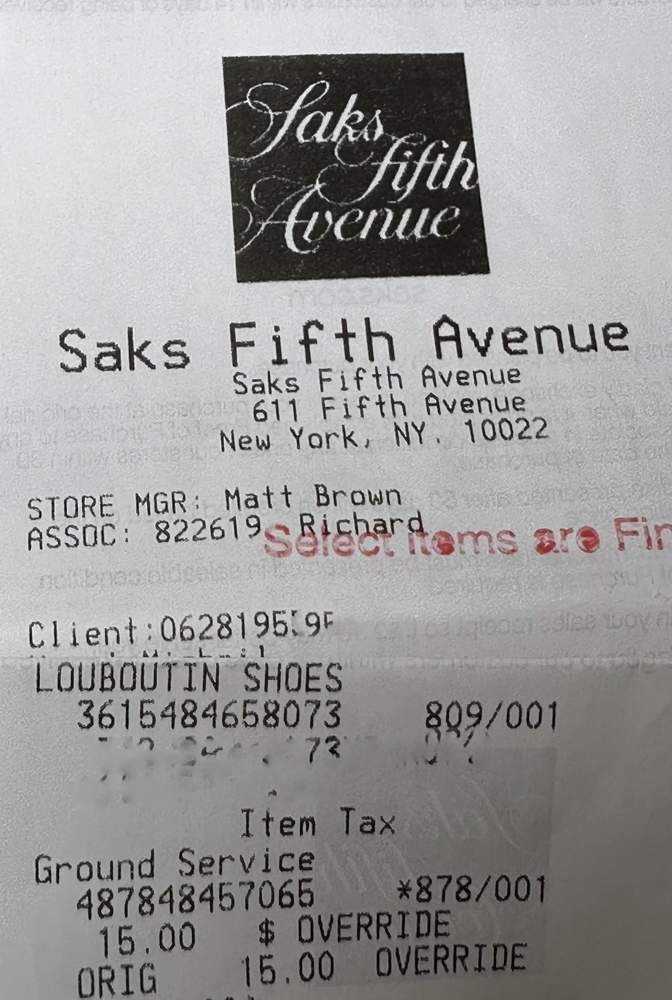 Saks
fifth
Avenue
Saks Fifth Avenue
Saks Fifth Avenue
611 Fifth Avenue
New York, NY. 10022
STORE MGR: Matt Brown
ASSOC: 822619 Richard
Select items are Fin
Client:
LOUBOUTIN SHOES
3615484658073 809/001
Item Tax
Ground Service
487848457065 *878/001
15.00 $ OVERRIDE
ORIG 15.00 OVERRIDE